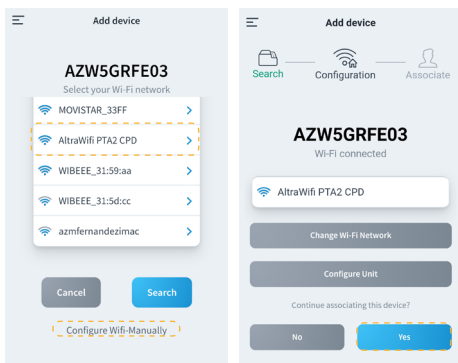 Add device
AZW5GRFE03
Select your Wi-Fi network
MOVISTAR_33FF
AltraWifi PTA2 CPD
WIBEEE_31:59:aa
WIBEEE_31:5d:cc
azmfernandezimac
Cancel
Search
Configure Wifi-Manually
Add device
Search
Configuration
Associate
AZW5GRFE03
Wi-Fi connected
AltraWifi PTA2 CPD
Change Wi-Fi Network
Configure Unit
Continue associating this device?
No
Yes